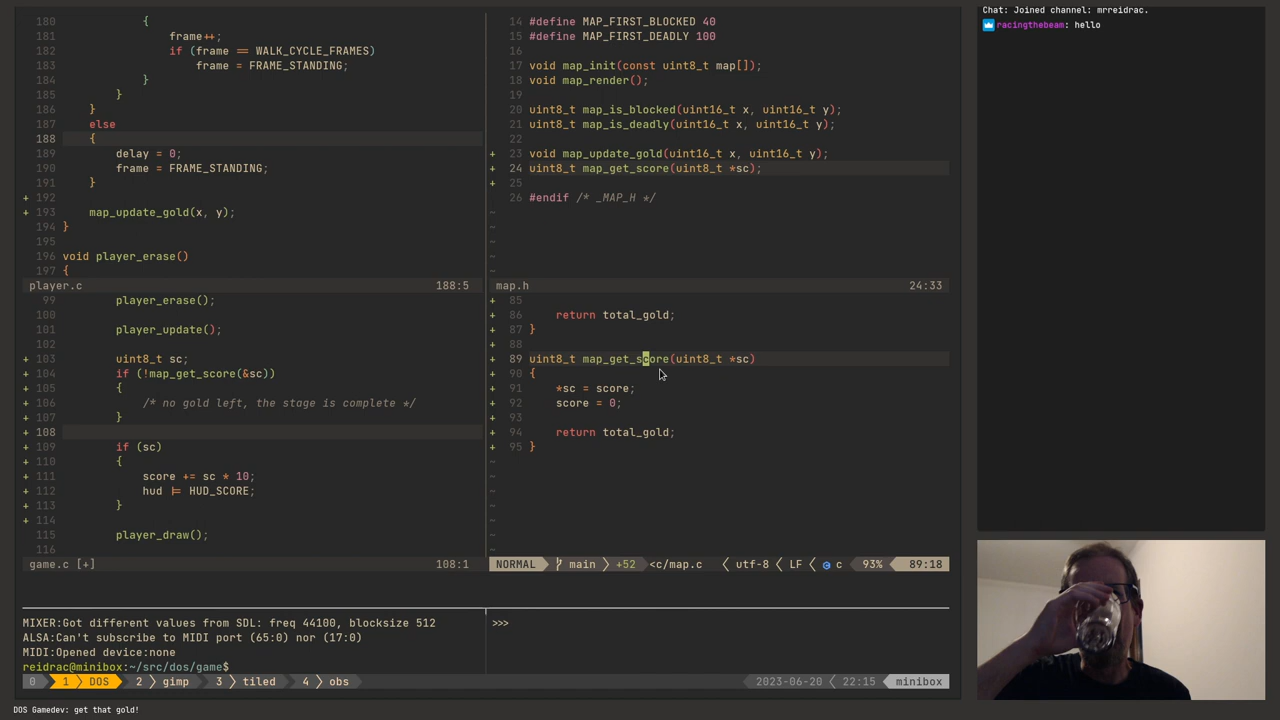 180             {
181                 frame++;
182                 if (frame == WALK_CYCLE_FRAMES)
183                     frame = FRAME_STANDING;
184             }
185         }
186     }
187     else
188     {
189         delay = 0;
190         frame = FRAME_STANDING;
191     }
+ 192
+ 193     map_update_gold(x, y);
194 }
195
196 void player_erase()
197 {
player.c 188:5
99         player_erase();
100
101         player_update();
102
+ 103         uint8_t sc;
+ 104         if (!map_get_score(&sc))
+ 105         {
+ 106             /* no gold left, the stage is complete */
+ 107         }
+ 108
+ 109         if (sc)
+ 110         {
+ 111             score += sc * 10;
+ 112             hud |= HUD_SCORE;
+ 113         }
+ 114
115         player_draw();
116
game.c [+] 108:1
14 #define MAP_FIRST_BLOCKED 40
15 #define MAP_FIRST_DEADLY 100
16
17 void map_init(const uint8_t map[]);
18 void map_render();
19
20 uint8_t map_is_blocked(uint16_t x, uint16_t y);
21 uint8_t map_is_deadly(uint16_t x, uint16_t y);
22
+ 23 void map_update_gold(uint16_t x, uint16_t y);
+ 24 uint8_t map_get_score(uint8_t *sc);
+ 25
26 #endif /* _MAP_H */
~
~
~
~
~
map.h 24:33
+ 85
+ 86     return total_gold;
+ 87 }
+ 88
+ 89 uint8_t map_get_score(uint8_t *sc)
+ 90 {
+ 91     *sc = score;
+ 92     score = 0;
+ 93
+ 94     return total_gold;
+ 95 }
~
~
~
~
~
~
~
NORMAL main +52 <c/map.c utf-8 LF c 93% 89:18
MIXER:Got different values from SDL: freq 44100, blocksize 512
ALSA:Can't subscribe to MIDI port (65:0) nor (17:0)
MIDI:Opened device:none
reidrac@minibox:~/src/dos/game$
>>>
0 1 DOS 2 gimp 3 tiled 4 obs 2023-06-20 22:15 minibox
DOS Gamedev: get that gold!
Chat: Joined channel: mrreidrac.
racingthebeam: hello